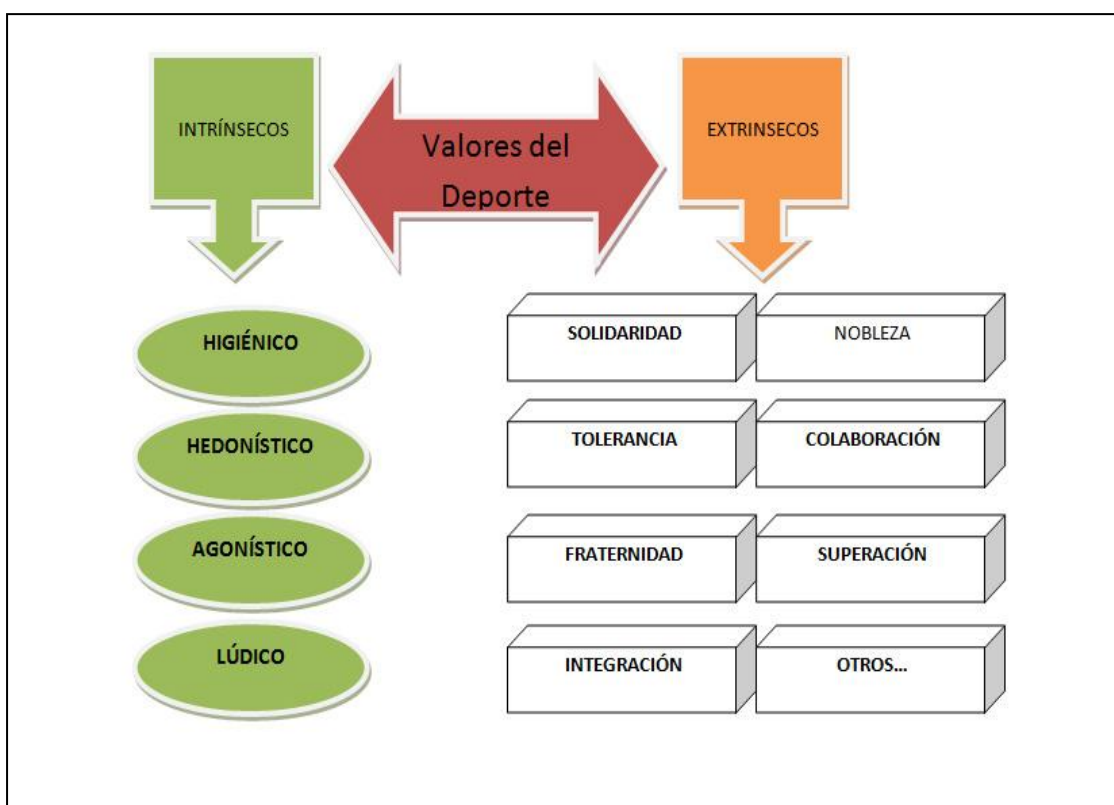 INTRÍNSECOS
Valores del
Deporte
EXTRINSECOS
HIGIÉNICO
HEDONÍSTICO
AGONÍSTICO
LÚDICO
SOLIDARIDAD
NOBLEZA
TOLERANCIA
COLABORACIÓN
FRATERNIDAD
SUPERACIÓN
INTEGRACIÓN
OTROS...